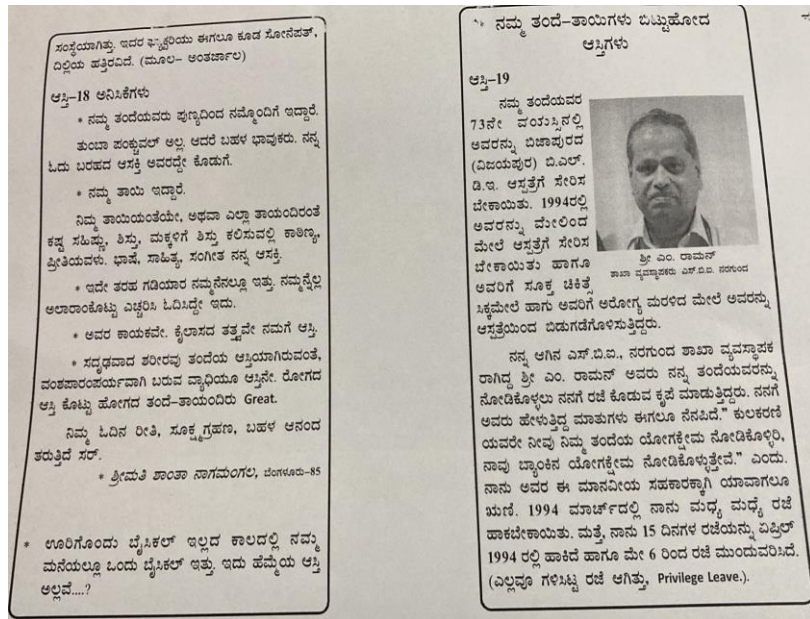 ಸಂಸ್ಥೆಯಾಗಿತ್ತು. ಇದರ ಫ್ಯಾಕ್ಟರಿಯು ಈಗಲೂ ಕೂಡ ಸೋನೆಪತ್,
ದಿಲ್ಲಿಯ ಹತ್ತಿರವಿದೆ. (ಮೂಲ– ಅಂತರ್ಜಾಲ)
ಆಸ್ತಿ–18 ಅನಿಸಿಕೆಗಳು
* ನಮ್ಮ ತಂದೆಯವರು ಪುಣ್ಯದಿಂದ ನಮ್ಮೊಂದಿಗೆ ಇದ್ದಾರೆ.
ತುಂಬಾ ಪಂಕ್ಚುವಲ್ ಅಲ್ಲ. ಆದರೆ ಬಹಳ ಭಾವುಕರು. ನನ್ನ
ಓದು ಬರಹದ ಆಸಕ್ತಿ ಅವರದ್ದೇ ಕೊಡುಗೆ.
* ನಮ್ಮ ತಾಯಿ ಇದ್ದಾರೆ.
ನಿಮ್ಮ ತಾಯಿಯಂತೆಯೇ, ಅಥವಾ ಎಲ್ಲಾ ತಾಯಂದಿರಂತೆ
ಕಷ್ಟ ಸಹಿಷ್ಣು, ಶಿಸ್ತು, ಮಕ್ಕಳಿಗೆ ಶಿಸ್ತು ಕಲಿಸುವಲ್ಲಿ ಕಾಠಿಣ್ಯ,
ಪ್ರೀತಿಯವಳು. ಭಾಷೆ, ಸಾಹಿತ್ಯ, ಸಂಗೀತ ನನ್ನ ಆಸಕ್ತಿ.
* ಇದೇ ತರಹ ಗಡಿಯಾರ ನಮ್ಮನೆನಲ್ಲೂ ಇತ್ತು. ನಮ್ಮನ್ನೆಲ್ಲ
ಅಲಾರಾಂಕೊಟ್ಟು ಎಚ್ಚರಿಸಿ ಓದಿಸಿದ್ದೇ ಇದು.
* ಅವರ ಕಾಯಕವೇ. ಕೈಲಾಸದ ತತ್ತ್ವವೇ ನಮಗೆ ಆಸ್ತಿ.
* ಸದೃಢವಾದ ಶರೀರವು ತಂದೆಯ ಆಸ್ತಿಯಾಗಿರುವಂತೆ,
ವಂಶಪಾರಂಪರ್ಯವಾಗಿ ಬರುವ ವ್ಯಾಧಿಯೂ ಆಸ್ತಿನೇ. ರೋಗದ
ಆಸ್ತಿ ಕೊಟ್ಟು ಹೋಗದ ತಂದೆ–ತಾಯಂದಿರು Great.
ನಿಮ್ಮ ಓದಿನ ರೀತಿ, ಸೂಕ್ಷ್ಮಗ್ರಹಣ, ಬಹಳ ಆನಂದ
ತರುತ್ತಿದೆ ಸರ್.
* ಶ್ರೀಮತಿ ಶಾಂತಾ ನಾಗಮಂಗಲ, ಬೆಂಗಳೂರು–85
* ಊರಿಗೊಂದು ಬೈಸಿಕಲ್ ಇಲ್ಲದ ಕಾಲದಲ್ಲಿ ನಮ್ಮ
ಮನೆಯಲ್ಲೂ ಒಂದು ಬೈಸಿಕಲ್ ಇತ್ತು. ಇದು ಹೆಮ್ಮೆಯ ಆಸ್ತಿ
ಅಲ್ಲವೆ....?
ನಮ್ಮ ತಂದೆ–ತಾಯಿಗಳು ಬಿಟ್ಟುಹೋದ
ಆಸ್ತಿಗಳು
ಆಸ್ತಿ–19
ನಮ್ಮ ತಂದೆಯವರ
73ನೇ ವಯಸ್ಸಿನಲ್ಲಿ
ಅವರನ್ನು ಬಿಜಾಪುರದ
(ವಿಜಯಪುರ) ಬಿ.ಎಲ್.
ಡಿ.ಇ. ಆಸ್ಪತ್ರೆಗೆ ಸೇರಿಸ
ಬೇಕಾಯಿತು. 1994ರಲ್ಲಿ
ಅವರನ್ನು ಮೇಲಿಂದ
ಮೇಲೆ ಆಸ್ಪತ್ರೆಗೆ ಸೇರಿಸ
ಬೇಕಾಯಿತು ಹಾಗೂ
ಅವರಿಗೆ ಸೂಕ್ತ ಚಿಕಿತ್ಸೆ
ಶ್ರೀ ಎಂ. ರಾಮನ್
ಶಾಖಾ ವ್ಯವಸ್ಥಾಪಕರು ಎಸ್.ಬಿ.ಐ. ನರಗುಂದ
ಸಿಕ್ಕಮೇಲೆ ಹಾಗು ಅವರಿಗೆ ಆರೋಗ್ಯ ಮರಳಿದ ಮೇಲೆ ಅವರನ್ನು
ಆಸ್ಪತ್ರೆಯಿಂದ ಬಿಡುಗಡೆಗೊಳಿಸುತ್ತಿದ್ದರು.
ನನ್ನ ಆಗಿನ ಎಸ್.ಬಿ.ಐ., ನರಗುಂದ ಶಾಖಾ ವ್ಯವಸ್ಥಾಪಕ
ರಾಗಿದ್ದ ಶ್ರೀ ಎಂ. ರಾಮನ್ ಅವರು ನನ್ನ ತಂದೆಯವರನ್ನು
ನೋಡಿಕೊಳ್ಳಲು ನನಗೆ ರಜೆ ಕೊಡುವ ಕೃಪೆ ಮಾಡುತ್ತಿದ್ದರು. ನನಗೆ
ಅವರು ಹೇಳುತ್ತಿದ್ದ ಮಾತುಗಳು ಈಗಲೂ ನೆನಪಿದೆ." ಕುಲಕರಣಿ
ಯವರೇ ನೀವು ನಿಮ್ಮ ತಂದೆಯ ಯೋಗಕ್ಷೇಮ ನೋಡಿಕೊಳ್ಳಿರಿ,
ನಾವು ಬ್ಯಾಂಕಿನ ಯೋಗಕ್ಷೇಮ ನೋಡಿಕೊಳ್ಳುತ್ತೇವೆ." ಎಂದು.
ನಾನು ಅವರ ಈ ಮಾನವೀಯ ಸಹಕಾರಕ್ಕಾಗಿ ಯಾವಾಗಲೂ
ಋಣಿ. 1994 ಮಾರ್ಚ್‌ದಲ್ಲಿ ನಾನು ಮಧ್ಯ ಮಧ್ಯೆ ರಜೆ
ಹಾಕಬೇಕಾಯಿತು. ಮತ್ತೆ, ನಾನು 15 ದಿನಗಳ ರಜೆಯನ್ನು ಏಪ್ರಿಲ್
1994 ರಲ್ಲಿ ಹಾಕಿದೆ ಹಾಗೂ ಮೇ 6 ರಿಂದ ರಜೆ ಮುಂದುವರಿಸಿದೆ.
(ಎಲ್ಲವೂ ಗಳಿಸಿಟ್ಟ ರಜೆ ಆಗಿತ್ತು, Privilege Leave.).